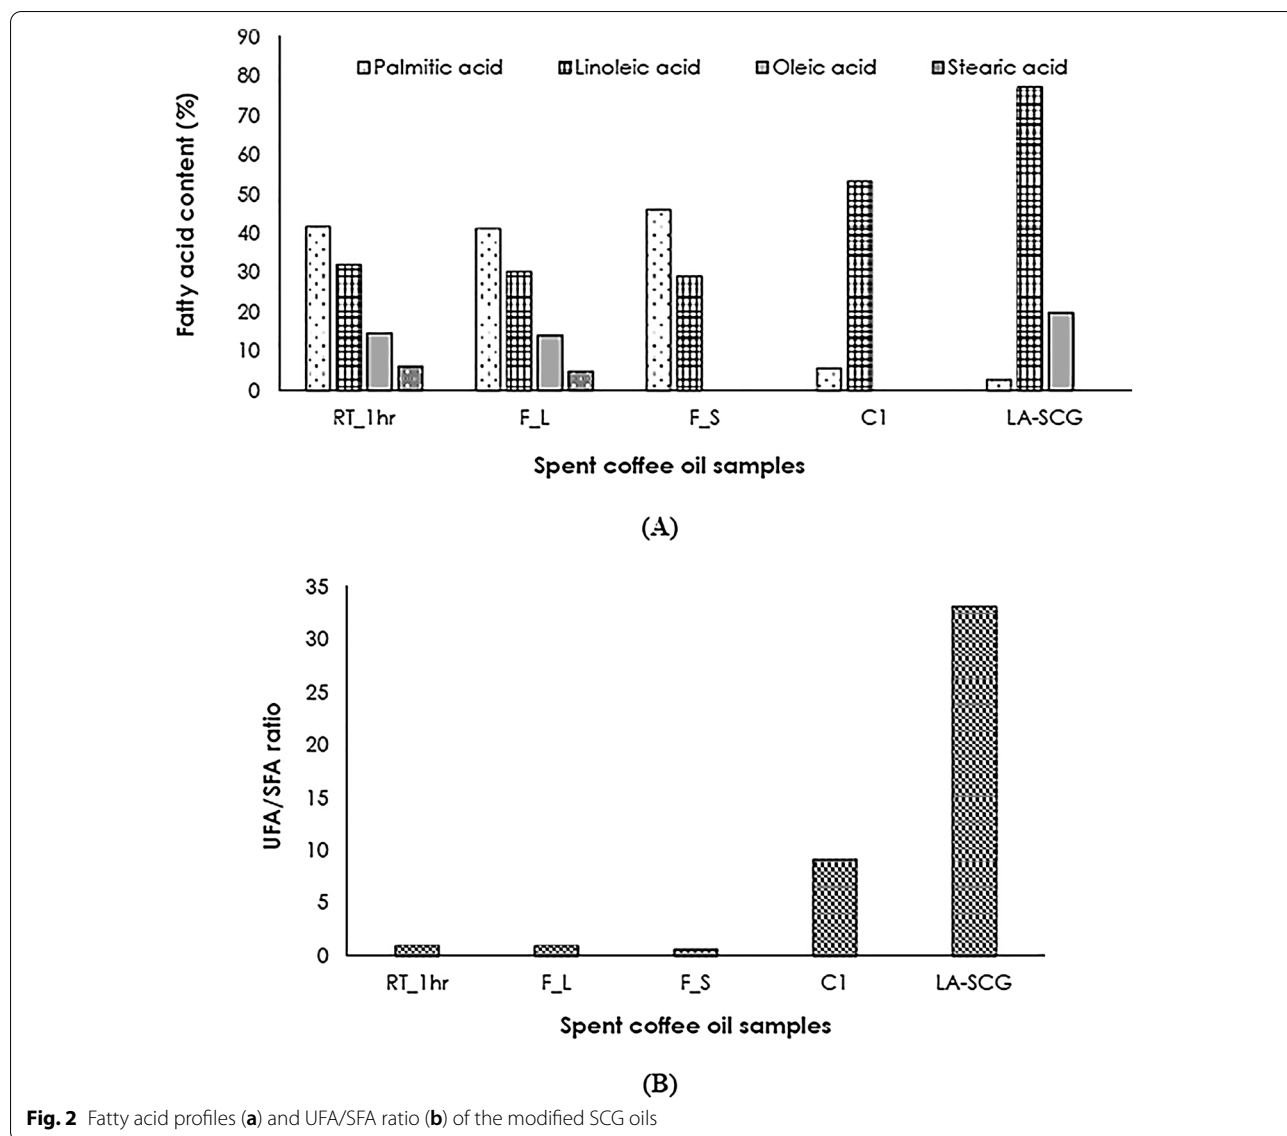 90
80
70
60
50
40
30
20
10
0
Fatty acid content (%)
Palmitic acid Linoleic acid Oleic acid Stearic acid
RT_1hr F_L F_S C1 LA-SCG
Spent coffee oil samples
(A)
35
30
25
20
15
10
5
0
UFA/SFA ratio
RT_1hr F_L F_S C1 LA-SCG
Spent coffee oil samples
(B)
Fig. 2 Fatty acid profiles (a) and UFA/SFA ratio (b) of the modified SCG oils